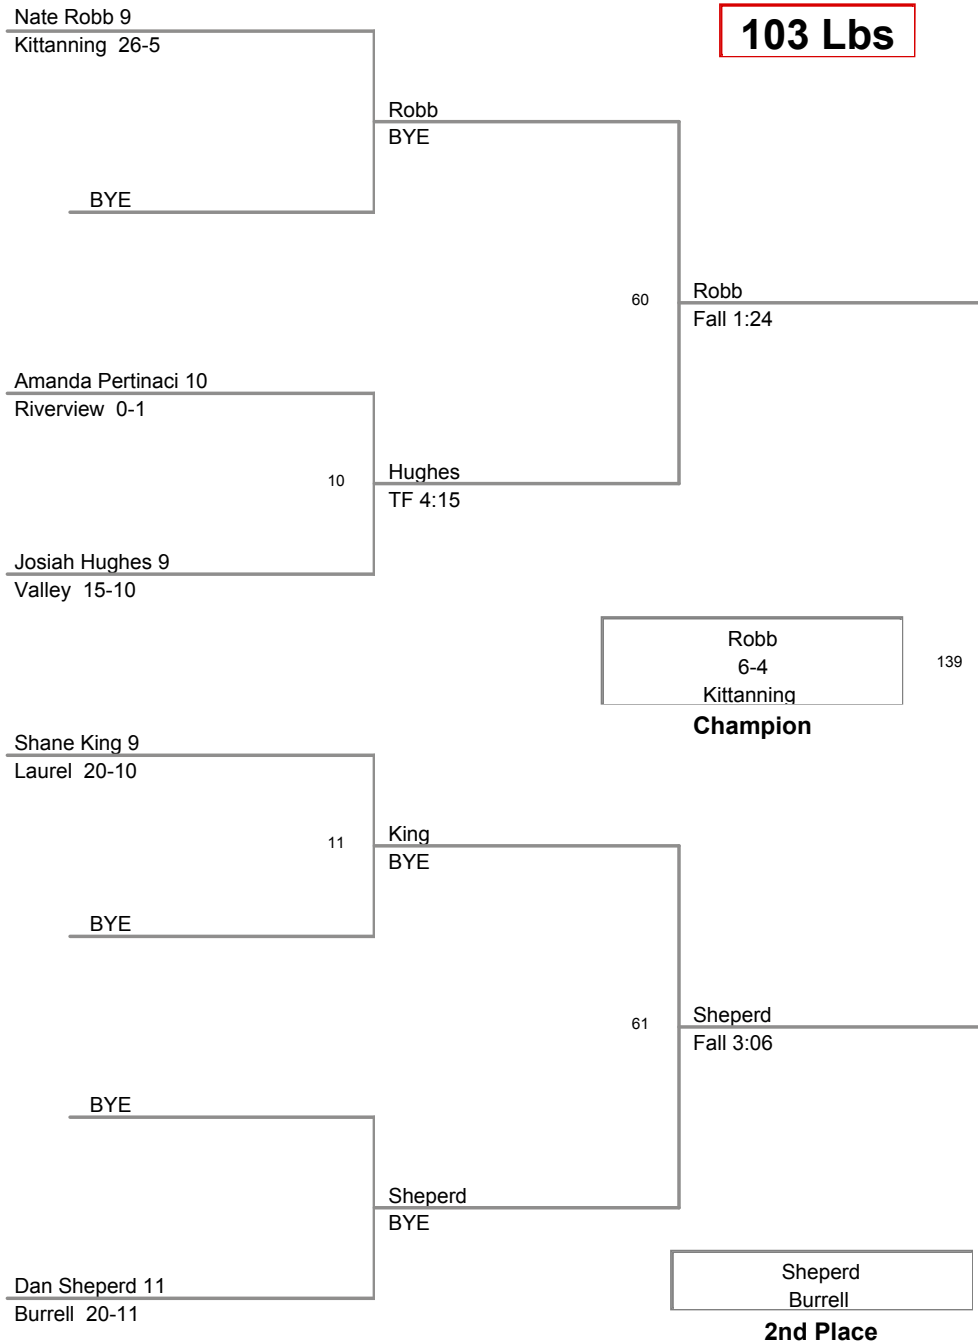 Nate Robb 9
Kittanning 26-5
103 Lbs
Robb
BYE
BYE
60
Robb
Fall 1:24
Amanda Pertinaci 10
Riverview 0-1
10
Hughes
TF 4:15
Josiah Hughes 9
Valley 15-10
Robb
6-4
Kittanning
139
Champion
Shane King 9
Laurel 20-10
11
King
BYE
BYE
61
Sheperd
Fall 3:06
BYE
Sheperd
BYE
Dan Sheperd 11
Burrell 20-11
Sheperd
Burrell
2nd Place